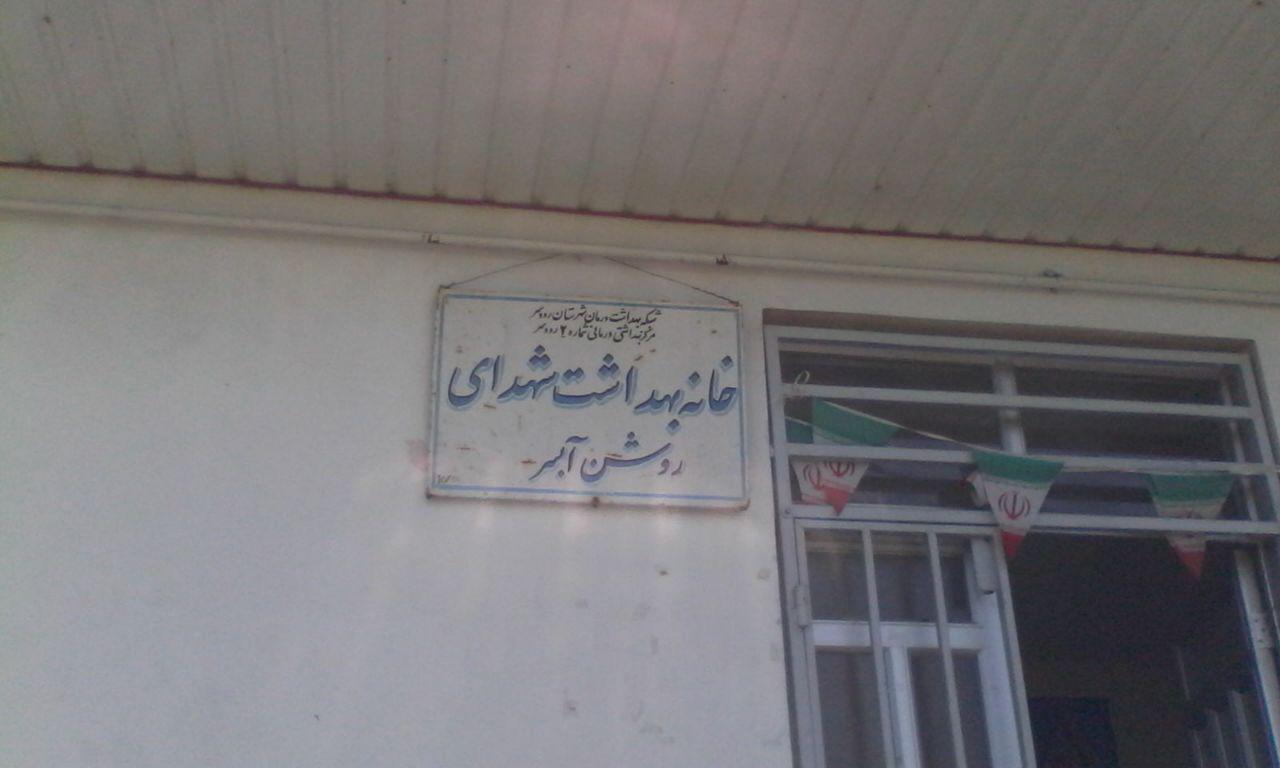 شبکه بهداشت و درمان شهرستان رودسر
مرکز بهداشتی درمانی شماره ۲ رودسر
خانه بهداشت شهدای
روشن آبسر